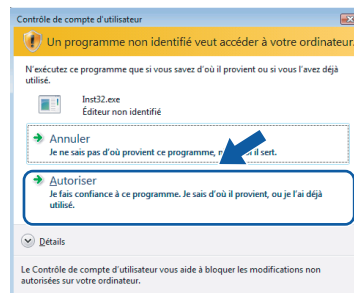 Contrôle de compte d'utilisateur
Un programme non identifié veut accéder à votre ordinateur.
N'exécutez ce programme que si vous savez d'où il provient ou si vous l'avez déjà
utilisé.
Inst32.exe
Éditeur non identifié
Annuler
Je ne sais pas d'où provient ce programme, il sert.
Autoriser
Je fais confiance à ce programme. Je sais d'où il provient, ou je l'ai déjà
utilisé.
Détails
Le Contrôle de compte d'utilisateur vous aide à bloquer les modifications non
autorisées sur votre ordinateur.